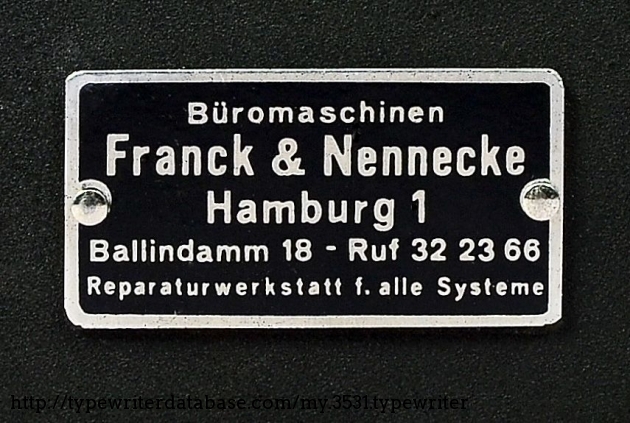 Büromaschinen
Franck & Nennecke
Hamburg 1
Ballindamm 18 - Ruf 32 23 66
Reparaturwerkstatt f. alle Systeme
http://typewriterdatabase.com/my.3531.typewriter